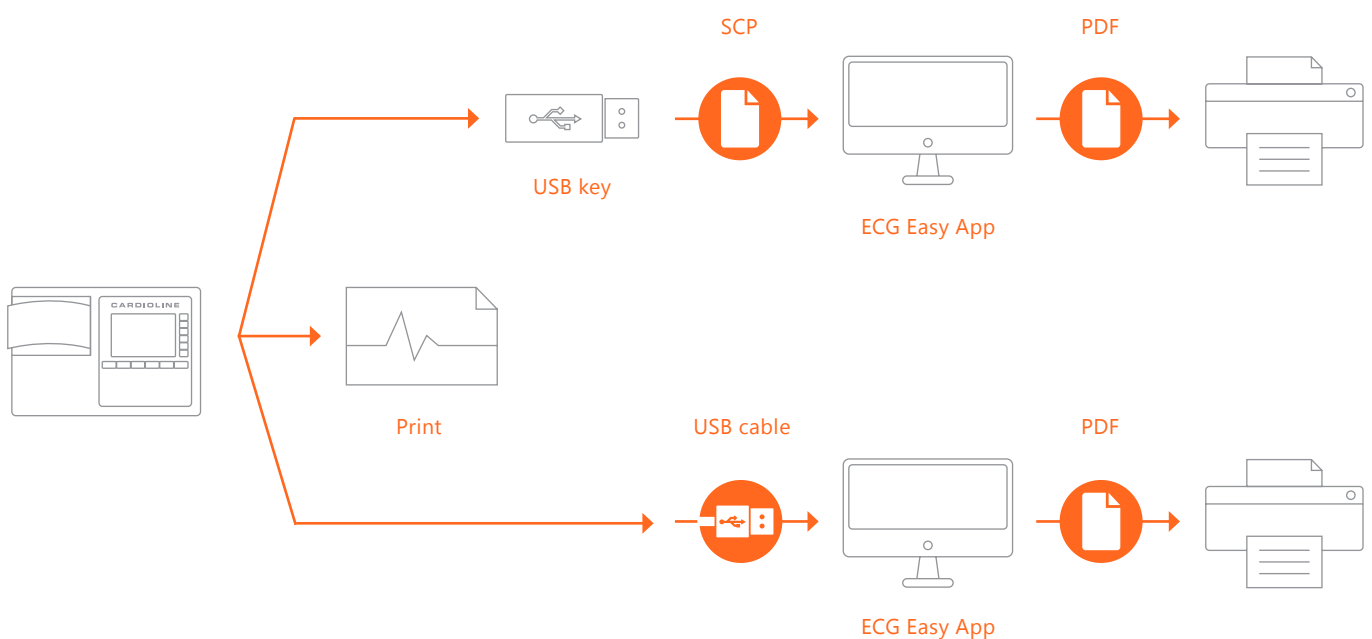 SCP
PDF
USB key
ECG Easy App
CARDIOLINE
Print
USB cable
PDF
ECG Easy App